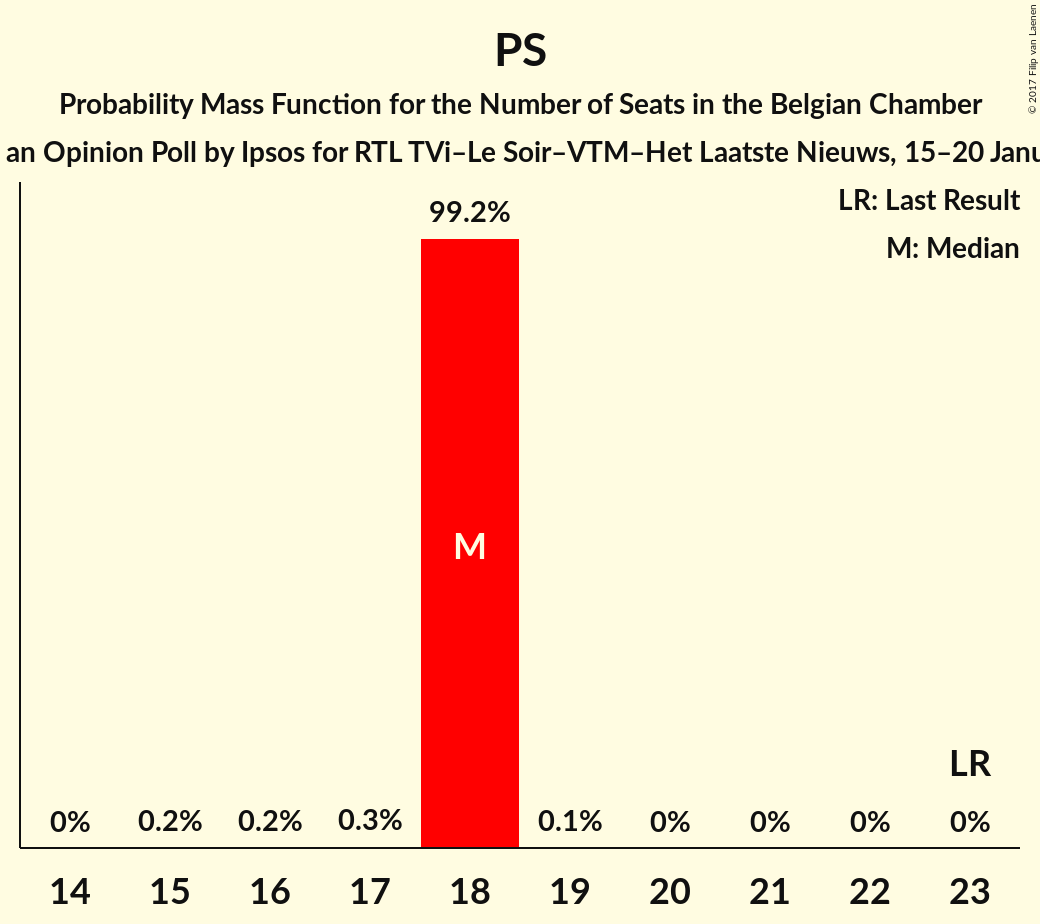 PS
Probability Mass Function for the Number of Seats in the Belgian Chamber
an Opinion Poll by Ipsos for RTL TVi–Le Soir–VTM–Het Laatste Nieuws, 15–20 Janu
© 2017 Filip van Laenen
LR: Last Result
M: Median
99.2%
M
LR
0% 0.2% 0.2% 0.3% 0.1% 0% 0% 0% 0%
14 15 16 17 18 19 20 21 22 23